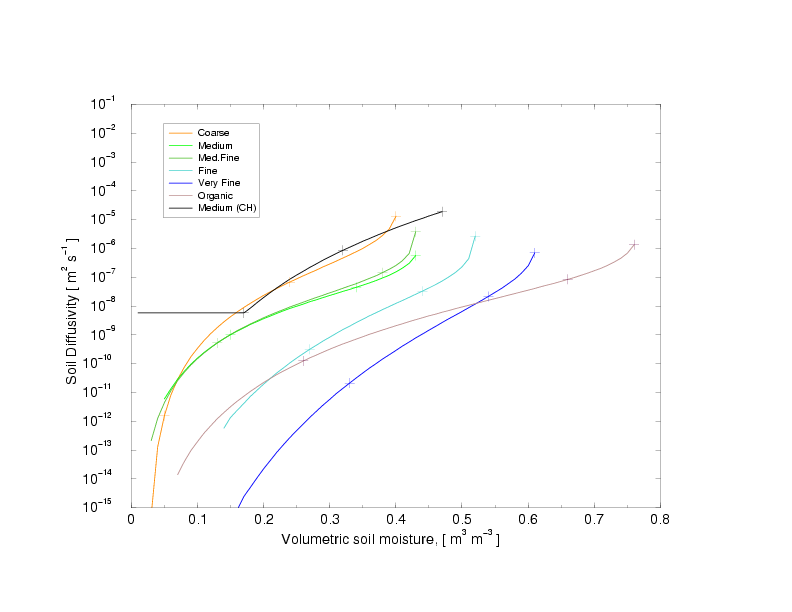 10⁻¹
10⁻²
10⁻³
10⁻⁴
10⁻⁵
10⁻⁶
10⁻⁷
10⁻⁸
10⁻⁹
10⁻¹⁰
10⁻¹¹
10⁻¹²
10⁻¹³
10⁻¹⁴
10⁻¹⁵
Soil Diffusivity [ m² s⁻¹ ]
Coarse
Medium
Med.Fine
Fine
Very Fine
Organic
Medium (CH)
0 0.1 0.2 0.3 0.4 0.5 0.6 0.7 0.8
Volumetric soil moisture, [ m³ m⁻³ ]